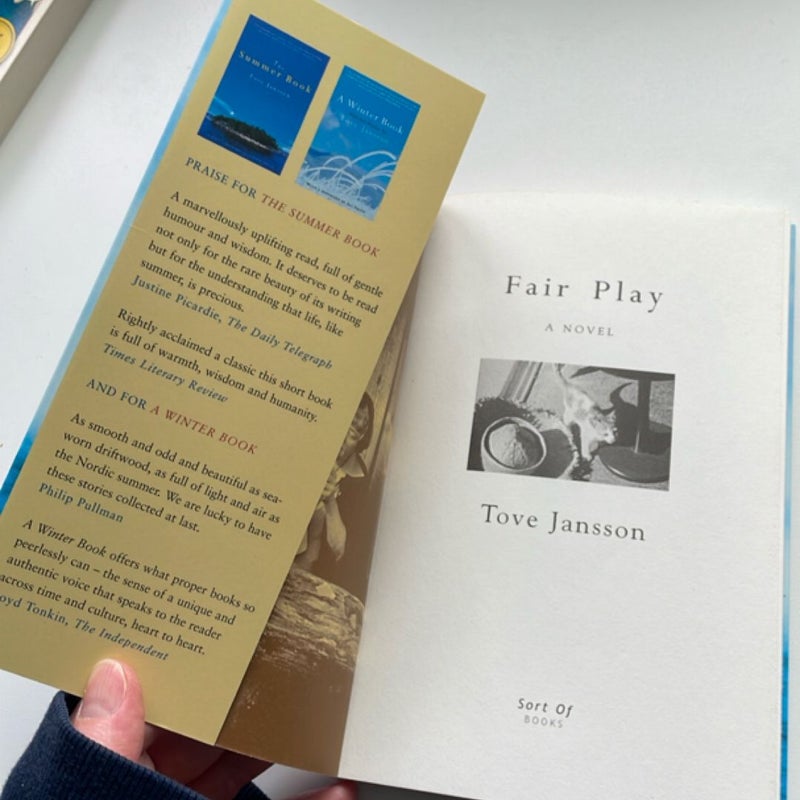 The
Summer Book
Tove Jansson
A Winter Book
Tove Jansson
PRAISE FOR THE SUMMER BOOK
A marvellously uplifting read, full of gentle
humour and wisdom. It deserves to be read
not only for the rare beauty of its writing
but for the understanding that life, like
summer, is precious.
Justine Picardie, The Daily Telegraph
Rightly acclaimed a classic this short book
is full of warmth, wisdom and humanity.
Times Literary Review
AND FOR A WINTER BOOK
As smooth and odd and beautiful as sea-
worn driftwood, as full of light and air as
the Nordic summer. We are lucky to have
these stories collected at last.
Philip Pullman
A Winter Book offers what proper books so
peerlessly can – the sense of a unique and
authentic voice that speaks to the reader
across time and culture, heart to heart.
oyd Tonkin, The Independent
Fair Play
A NOVEL
Tove Jansson
Sort Of
BOOKS